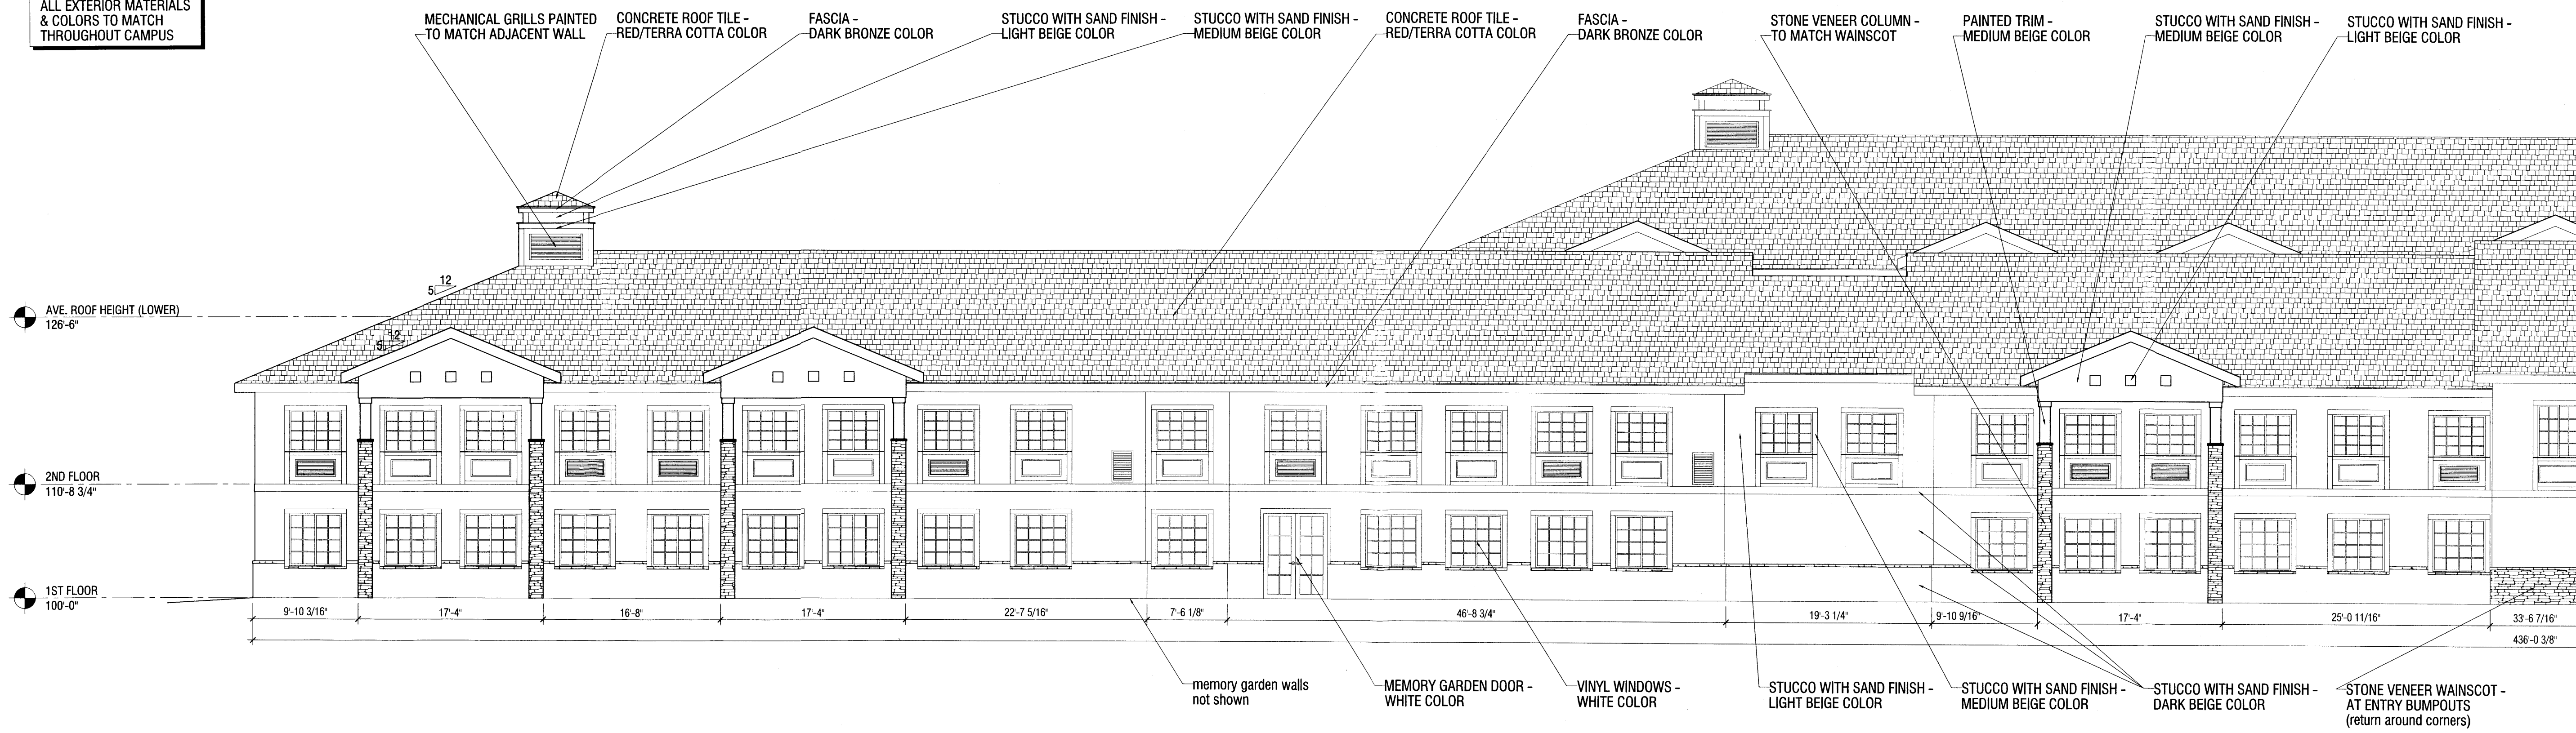 ALL EXTERIOR MATERIALS
& COLORS TO MATCH
THROUGHOUT CAMPUS
MECHANICAL GRILLS PAINTED
TO MATCH ADJACENT WALL
CONCRETE ROOF TILE -
RED/TERRA COTTA COLOR
FASCIA -
DARK BRONZE COLOR
STUCCO WITH SAND FINISH -
LIGHT BEIGE COLOR
STUCCO WITH SAND FINISH -
MEDIUM BEIGE COLOR
CONCRETE ROOF TILE -
RED/TERRA COTTA COLOR
FASCIA -
DARK BRONZE COLOR
STONE VENEER COLUMN -
TO MATCH WAINSCOT
PAINTED TRIM -
MEDIUM BEIGE COLOR
STUCCO WITH SAND FINISH -
MEDIUM BEIGE COLOR
STUCCO WITH SAND FINISH -
LIGHT BEIGE COLOR
12
5
AVE. ROOF HEIGHT (LOWER)
126'-6"
12
5
2ND FLOOR
110'-8 3/4"
1ST FLOOR
100'-0"
9'-10 3/16"
17'-4"
16'-8"
17'-4"
22'-7 5/16"
7'-6 1/8"
46'-8 3/4"
19'-3 1/4"
9'-10 9/16"
17'-4"
25'-0 11/16"
33'-6 7/16"
436'-0 3/8"
memory garden walls
not shown
MEMORY GARDEN DOOR -
WHITE COLOR
VINYL WINDOWS -
WHITE COLOR
STUCCO WITH SAND FINISH -
LIGHT BEIGE COLOR
STUCCO WITH SAND FINISH -
MEDIUM BEIGE COLOR
STUCCO WITH SAND FINISH -
DARK BEIGE COLOR
STONE VENEER WAINSCOT -
AT ENTRY BUMPOUTS
(return around corners)